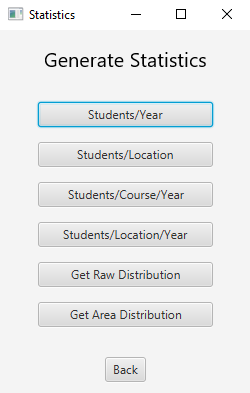 Statistics
Generate Statistics
Students/Year
Students/Location
Students/Course/Year
Students/Location/Year
Get Raw Distribution
Get Area Distribution
Back